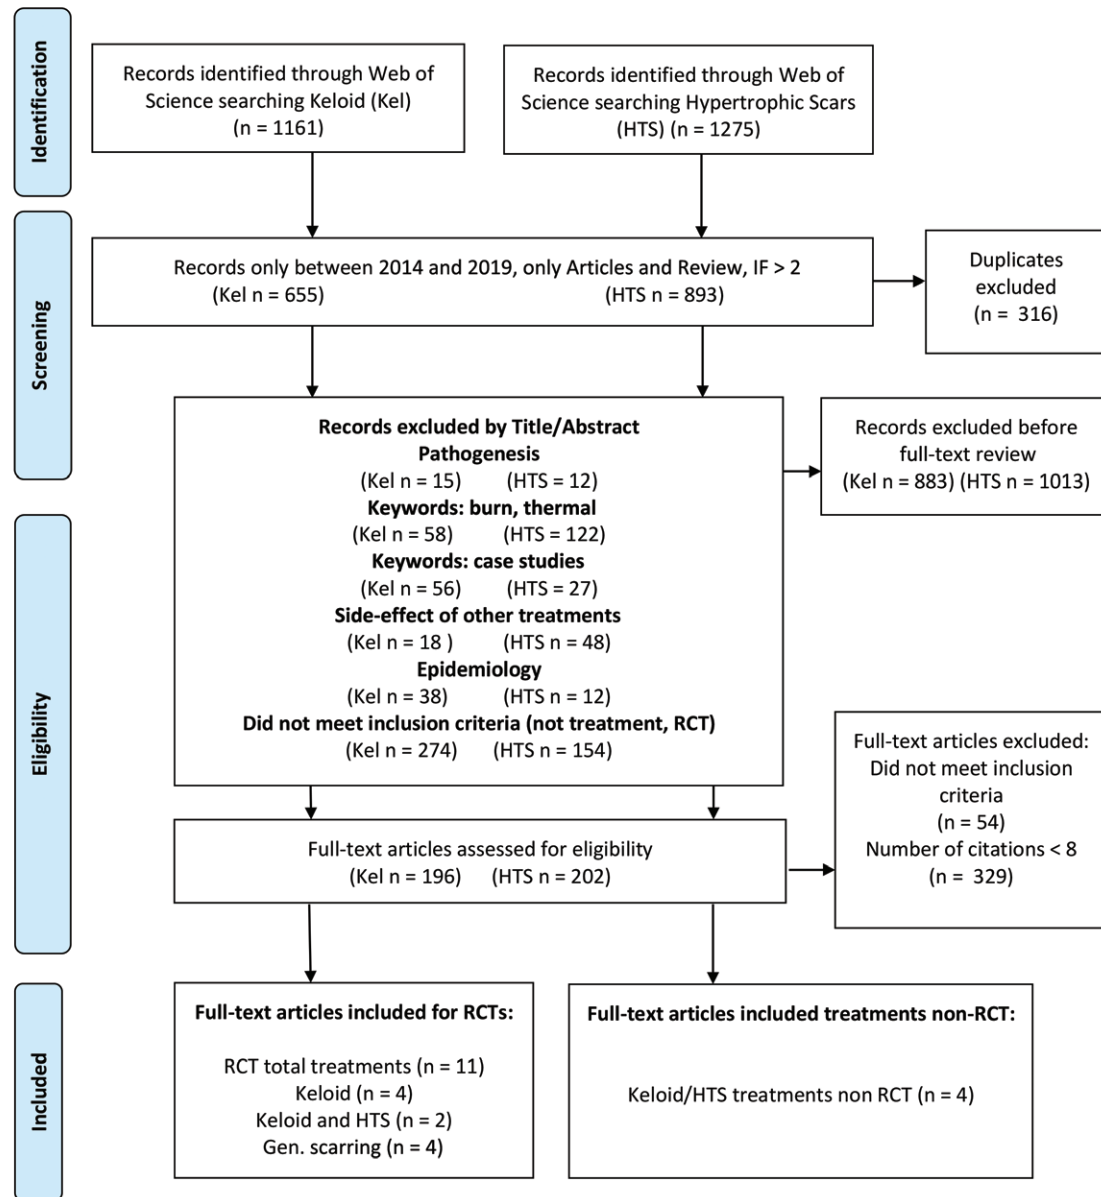 Identification
Records identified through Web of
Science searching Keloid (Kel)
(n = 1161)
Records identified through Web of
Science searching Hypertrophic Scars
(HTS) (n = 1275)
Screening
Records only between 2014 and 2019, only Articles and Review, IF > 2
(Kel n = 655) (HTS n = 893)
Duplicates
excluded
(n = 316)
Records excluded by Title/Abstract
Pathogenesis
(Kel n = 15) (HTS = 12)
Keywords: burn, thermal
(Kel n = 58) (HTS = 122)
Keywords: case studies
(Kel n = 56) (HTS = 27)
Side-effect of other treatments
(Kel n = 18 ) (HTS n = 48)
Epidemiology
(Kel n = 38) (HTS n = 12)
Did not meet inclusion criteria (not treatment, RCT)
(Kel n = 274) (HTS n = 154)
Records excluded before
full-text review
(Kel n = 883) (HTS n = 1013)
Eligibility
Full-text articles assessed for eligibility
(Kel n = 196) (HTS n = 202)
Full-text articles excluded:
Did not meet inclusion
criteria
(n = 54)
Number of citations < 8
(n = 329)
Included
Full-text articles included for RCTs:
RCT total treatments (n = 11)
Keloid (n = 4)
Keloid and HTS (n = 2)
Gen. scarring (n = 4)
Full-text articles included treatments non-RCT:
Keloid/HTS treatments non RCT (n = 4)